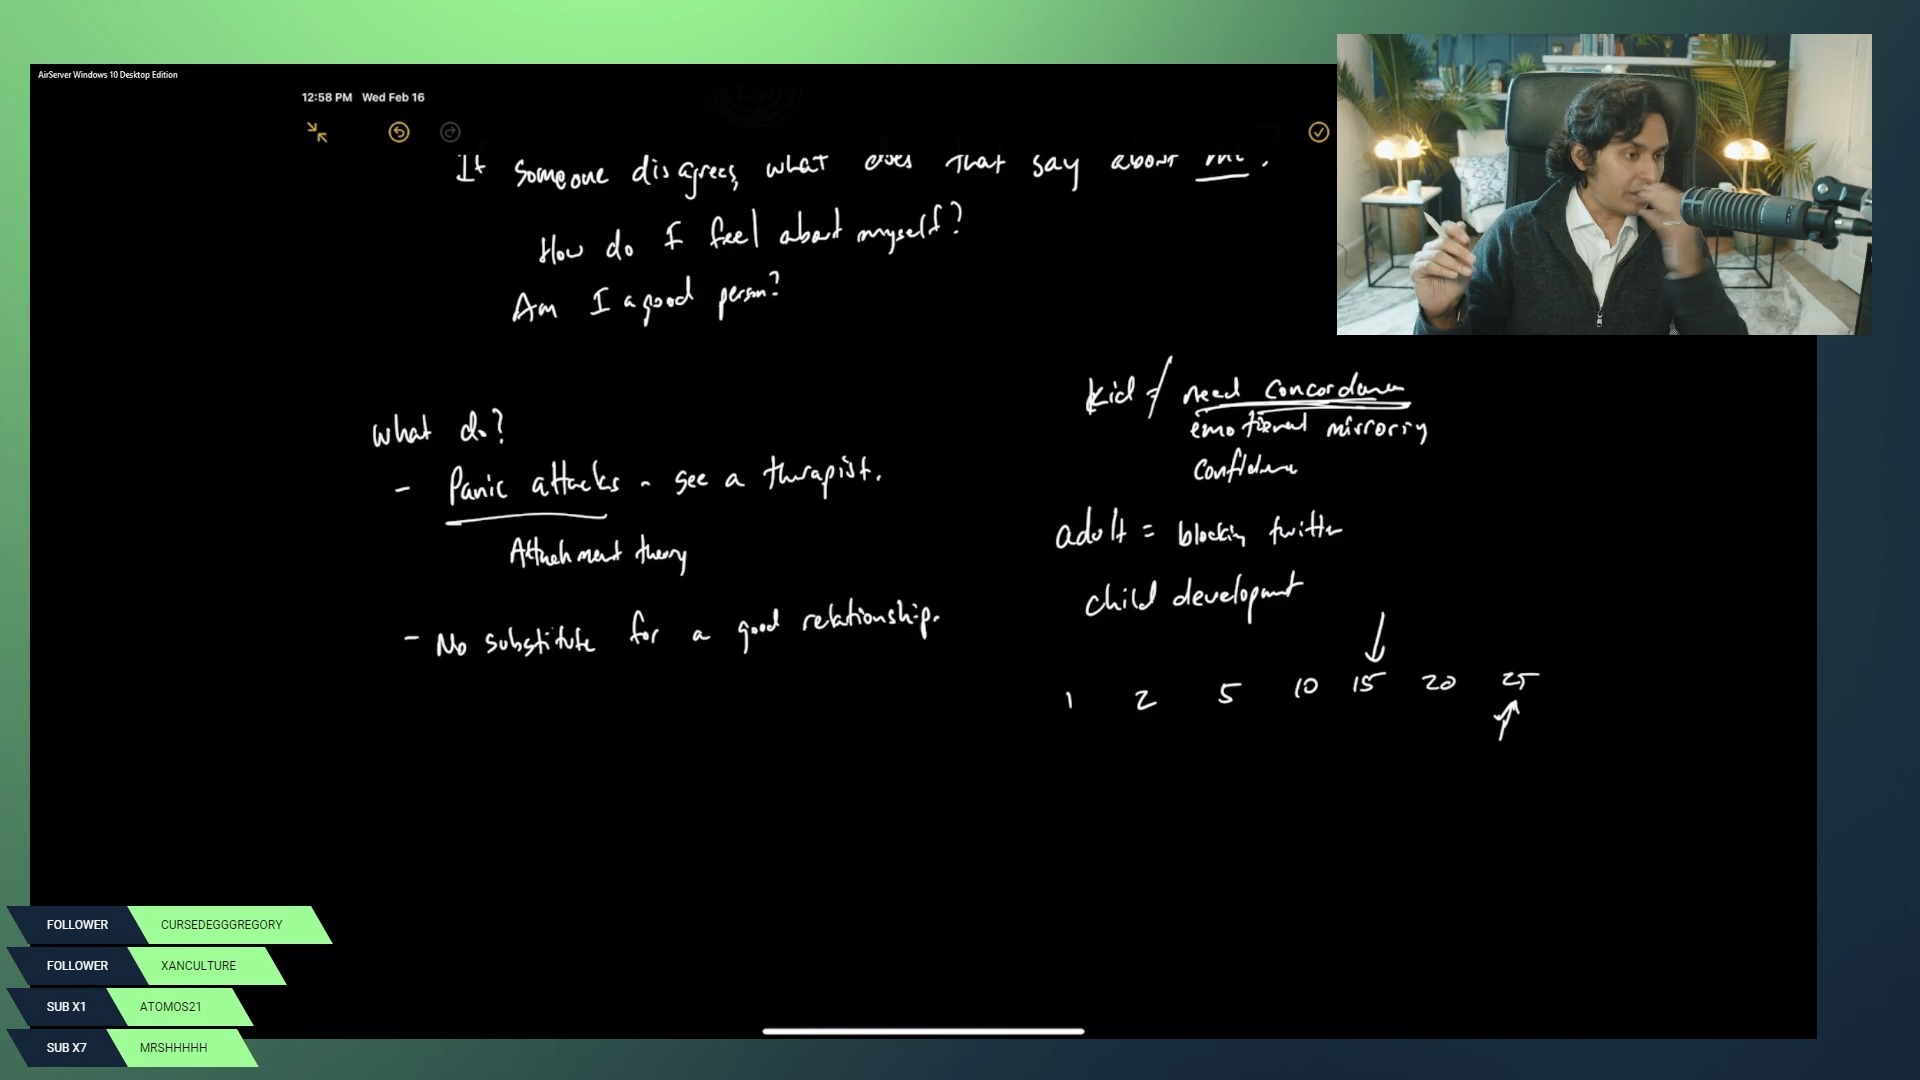 AirServer Windows 10 Desktop Edition
12:58 PM Wed Feb 16
If someone disagrees, what does that say about me.
How do I feel about myself?
Am I a good person?
what do?
- Panic attacks - see a therapist.
Attachment theory
- No substitute for a good relationship.
kid = need concordance
emotional mirroring
confidence
adult = blocking twitter
child development
1 2 5 10 15 20 25
FOLLOWER CURSEDEGGGREGORY
FOLLOWER XANCULTURE
SUB X1 ATOMOS21
SUB X7 MRSHHHHH